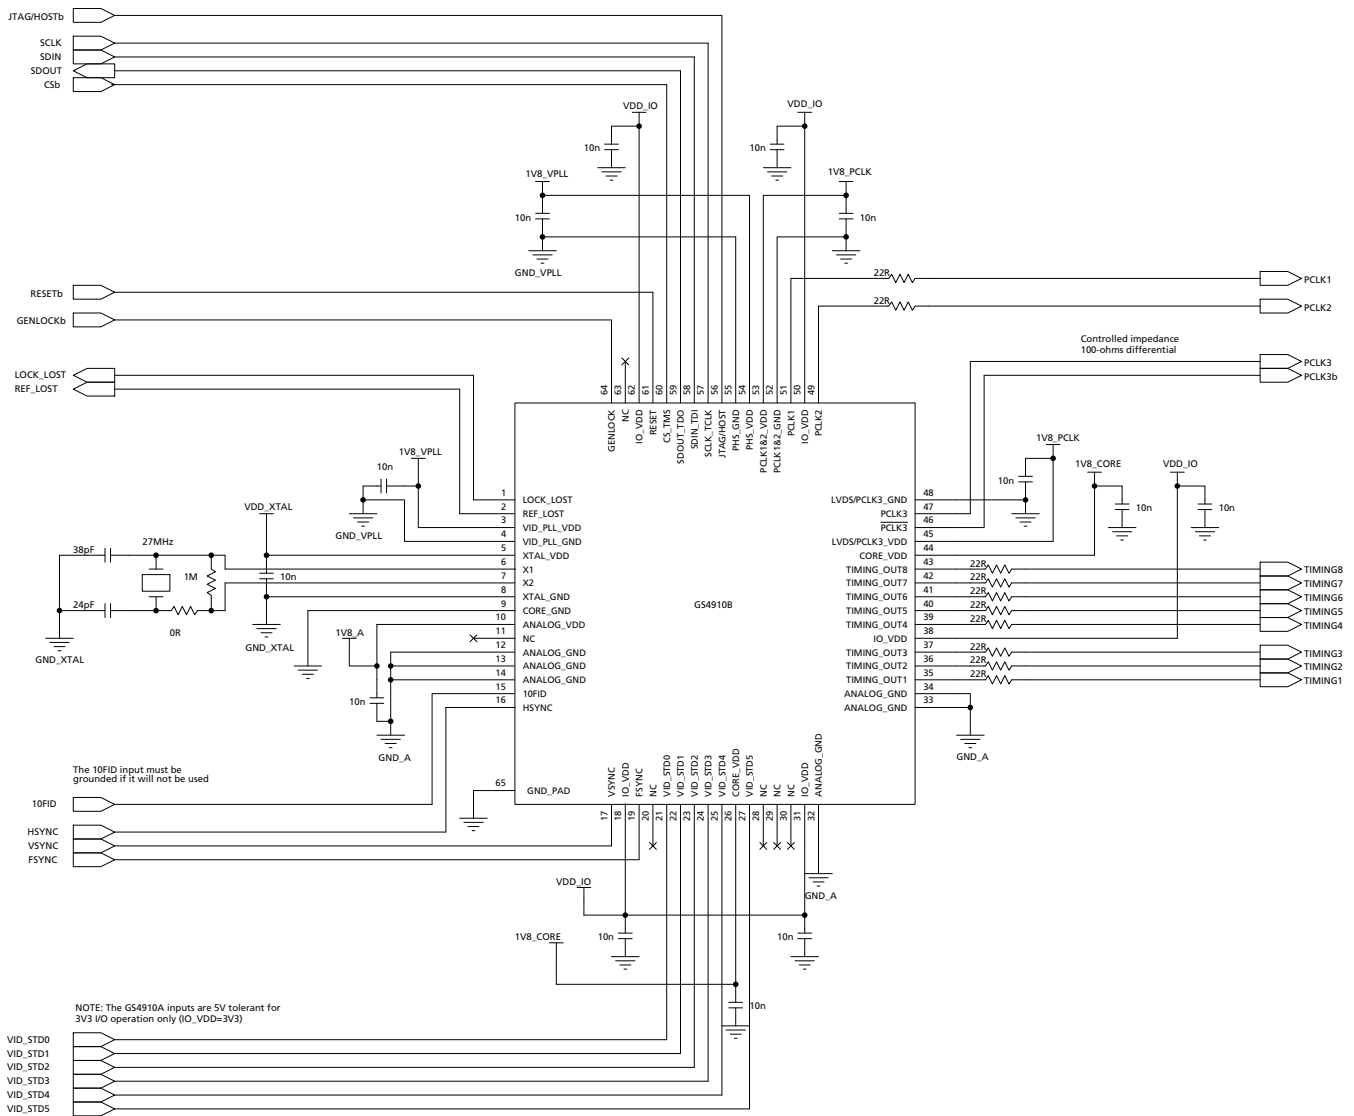 JTAG/HOSTb
SCLK
SDIN
SDOUT
CSb
VDD_IO
VDD_IO
10n
10n
1V8_VPLL
1V8_PCLK
10n
10n
GND_VPLL
22R
PCLK1
RESETb
22R
PCLK2
GENLOCKb
Controlled impedance
100-ohms differential
PCLK3
PCLK3b
LOCK_LOST
REF_LOST
64
63
62
61
60
59
58
57
56
55
54
53
52
51
50
49
GENLOCK
NC
IO_VDD
RESET
CS_TMS
SDOUT_TDO
SDIN_TDI
SCLK_TCLK
JTAG/HOST
PHS_GND
PHS_VDD
PCLK1&2_VDD
PCLK1&2_GND
PCLK1
IO_VDD
PCLK2
1V8_VPLL
10n
GND_VPLL
1V8_PCLK
10n
1V8_CORE
10n
VDD_IO
10n
VDD_XTAL
38pF
27MHz
1M
10n
24pF
0R
GND_XTAL
GND_XTAL
1V8_A
10n
GND_A
1 LOCK_LOST
2 REF_LOST
3 VID_PLL_VDD
4 VID_PLL_GND
5 XTAL_VDD
6 X1
7 X2
8 XTAL_GND
9 CORE_GND
10 ANALOG_VDD
11 NC
12 ANALOG_GND
13 ANALOG_GND
14 ANALOG_GND
15 10FID
16 HSYNC
65 GND_PAD
GS4910B
LVDS/PCLK3_GND 48
PCLK3 47
PCLK3 46
LVDS/PCLK3_VDD 45
CORE_VDD 44
TIMING_OUT8 43 22R TIMING8
TIMING_OUT7 42 22R TIMING7
TIMING_OUT6 41 22R TIMING6
TIMING_OUT5 40 22R TIMING5
TIMING_OUT4 39 22R TIMING4
IO_VDD 38
TIMING_OUT3 37 22R TIMING3
TIMING_OUT2 36 22R TIMING2
TIMING_OUT1 35 22R TIMING1
ANALOG_GND 34
ANALOG_GND 33
GND_A
The 10FID input must be
grounded if it will not be used
10FID
HSYNC
VSYNC
FSYNC
VSYNC
IO_VDD
FSYNC
NC
VID_STD0
VID_STD1
VID_STD2
VID_STD3
VID_STD4
CORE_VDD
VID_STD5
NC
NC
NC
IO_VDD
ANALOG_GND
17
18
19
20
21
22
23
24
25
26
27
28
29
30
31
32
VDD_IO
GND_A
1V8_CORE
10n
10n
10n
NOTE: The GS4910A inputs are 5V tolerant for
3V3 I/O operation only (IO_VDD=3V3)
VID_STD0
VID_STD1
VID_STD2
VID_STD3
VID_STD4
VID_STD5